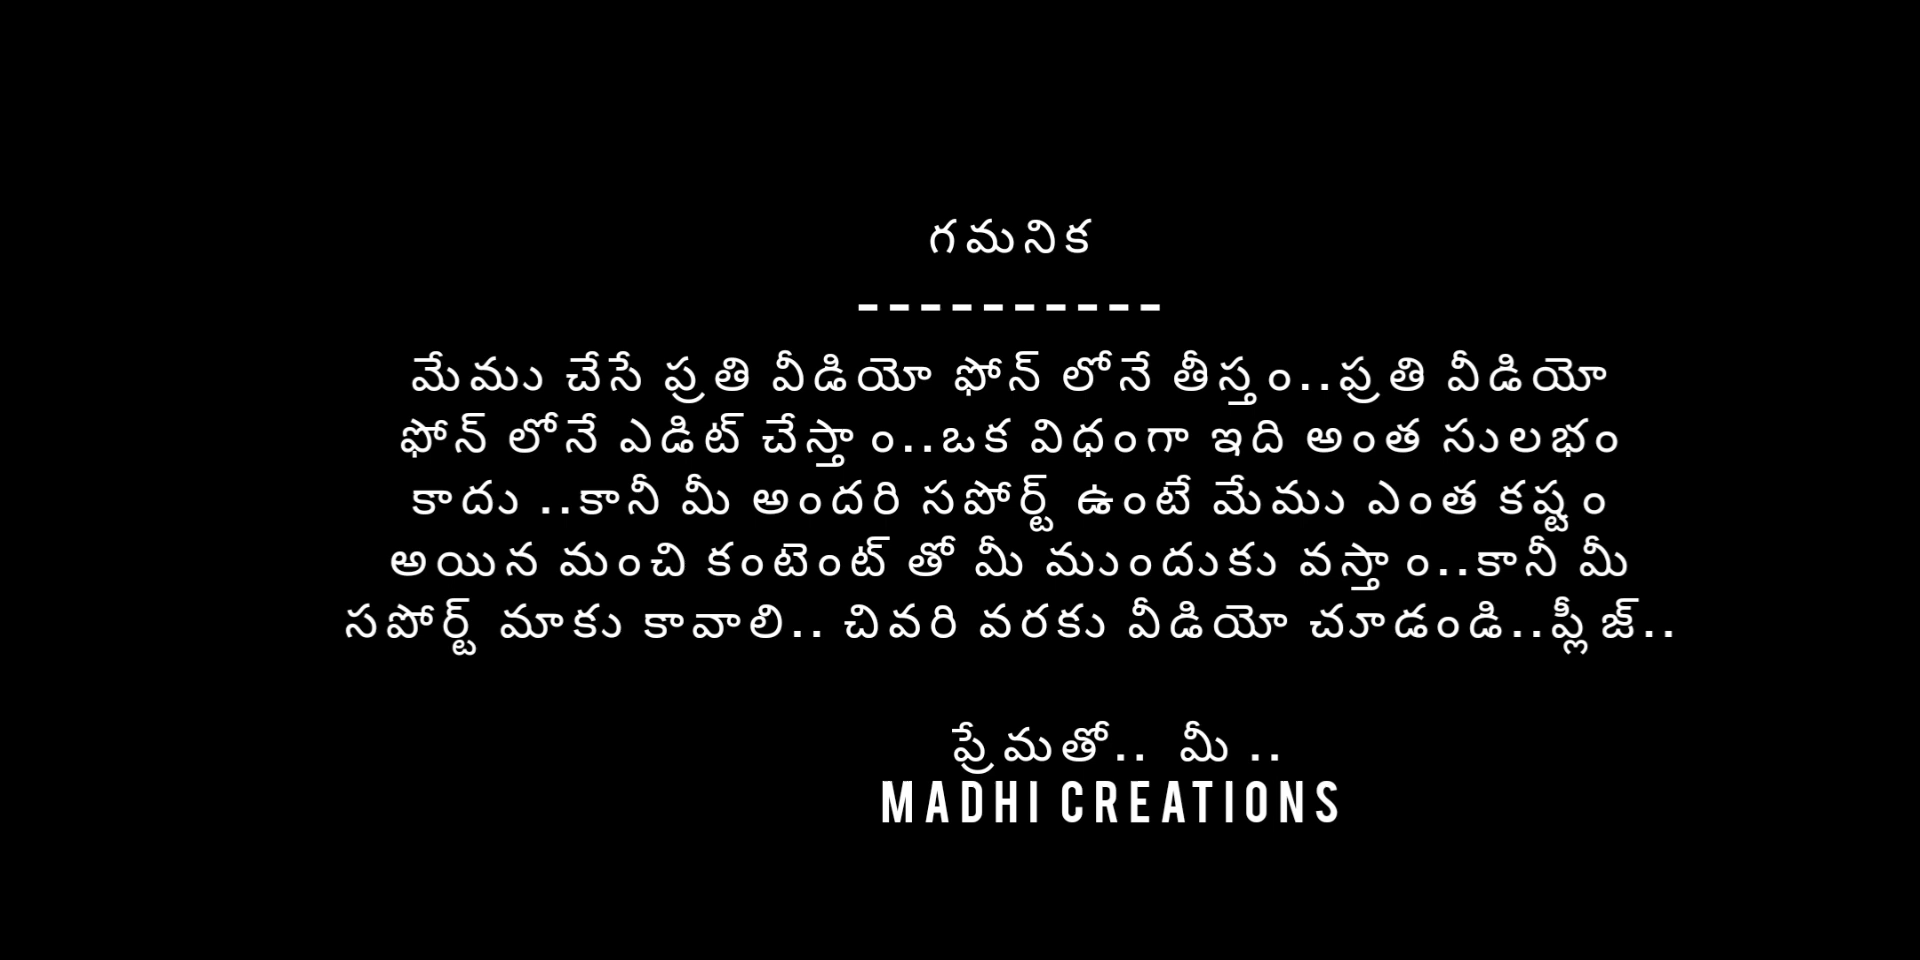 గమనిక
----------
మేము చేసే ప్రతి వీడియో ఫోన్ లోనే తీస్తం..ప్రతి వీడియో
ఫోన్ లోనే ఎడిట్ చేస్తాం..ఒక విధంగా ఇది అంత సులభం
కాదు ..కానీ మీ అందరి సపోర్ట్ ఉంటే మేము ఎంత కష్టం
అయిన మంచి కంటెంట్ తో మీ ముందుకు వస్తాం..కానీ మీ
సపోర్ట్ మాకు కావాలి.. చివరి వరకు వీడియో చూడండి..ప్లీజ్..
ప్రేమతో.. మీ ..
MADHI CREATIONS